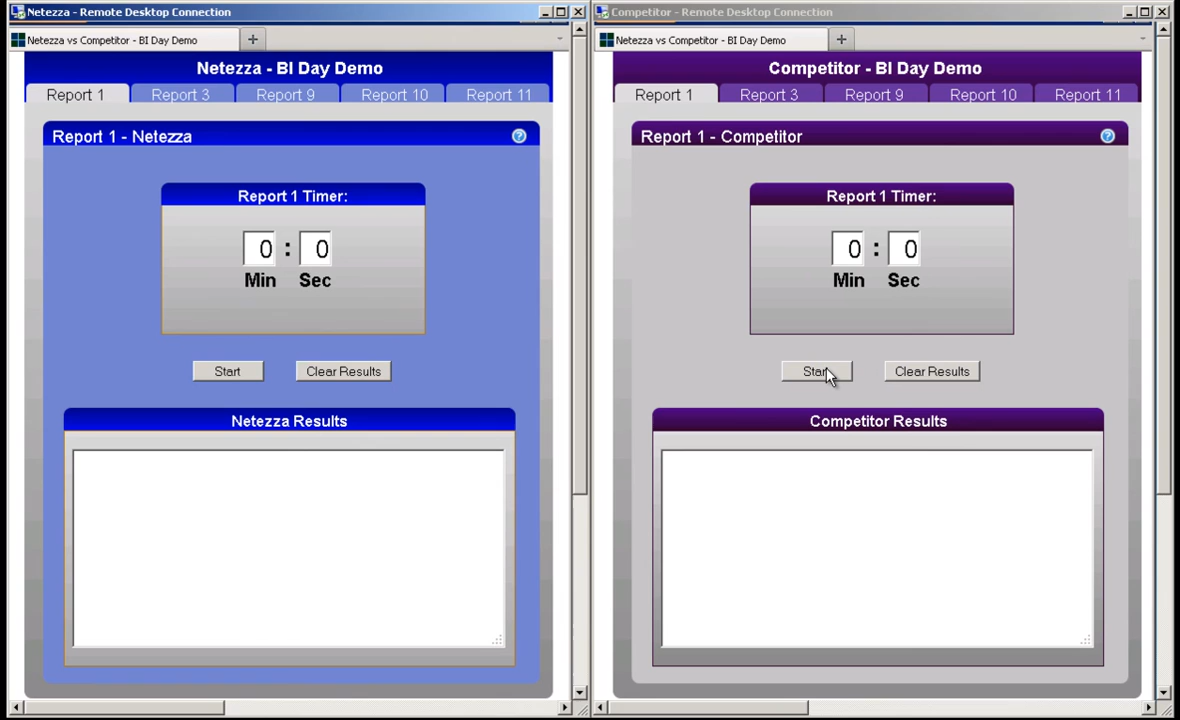 Netezza - Remote Desktop Connection
Netezza vs Competitor - BI Day Demo
Netezza - BI Day Demo
Report 1 Report 3 Report 9 Report 10 Report 11
Report 1 - Netezza
Report 1 Timer:
0 : 0
Min Sec
Start Clear Results
Netezza Results
Competitor - Remote Desktop Connection
Netezza vs Competitor - BI Day Demo
Competitor - BI Day Demo
Report 1 Report 3 Report 9 Report 10 Report 11
Report 1 - Competitor
Report 1 Timer:
0 : 0
Min Sec
Start Clear Results
Competitor Results